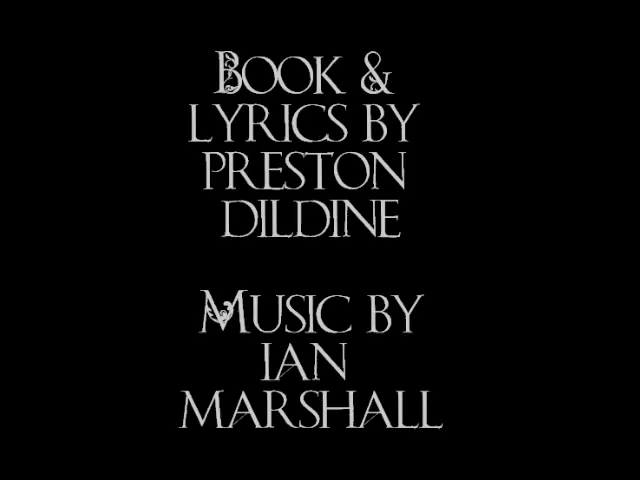 Book &
lyrics by
Preston
Dildine
Music by
Ian
Marshall